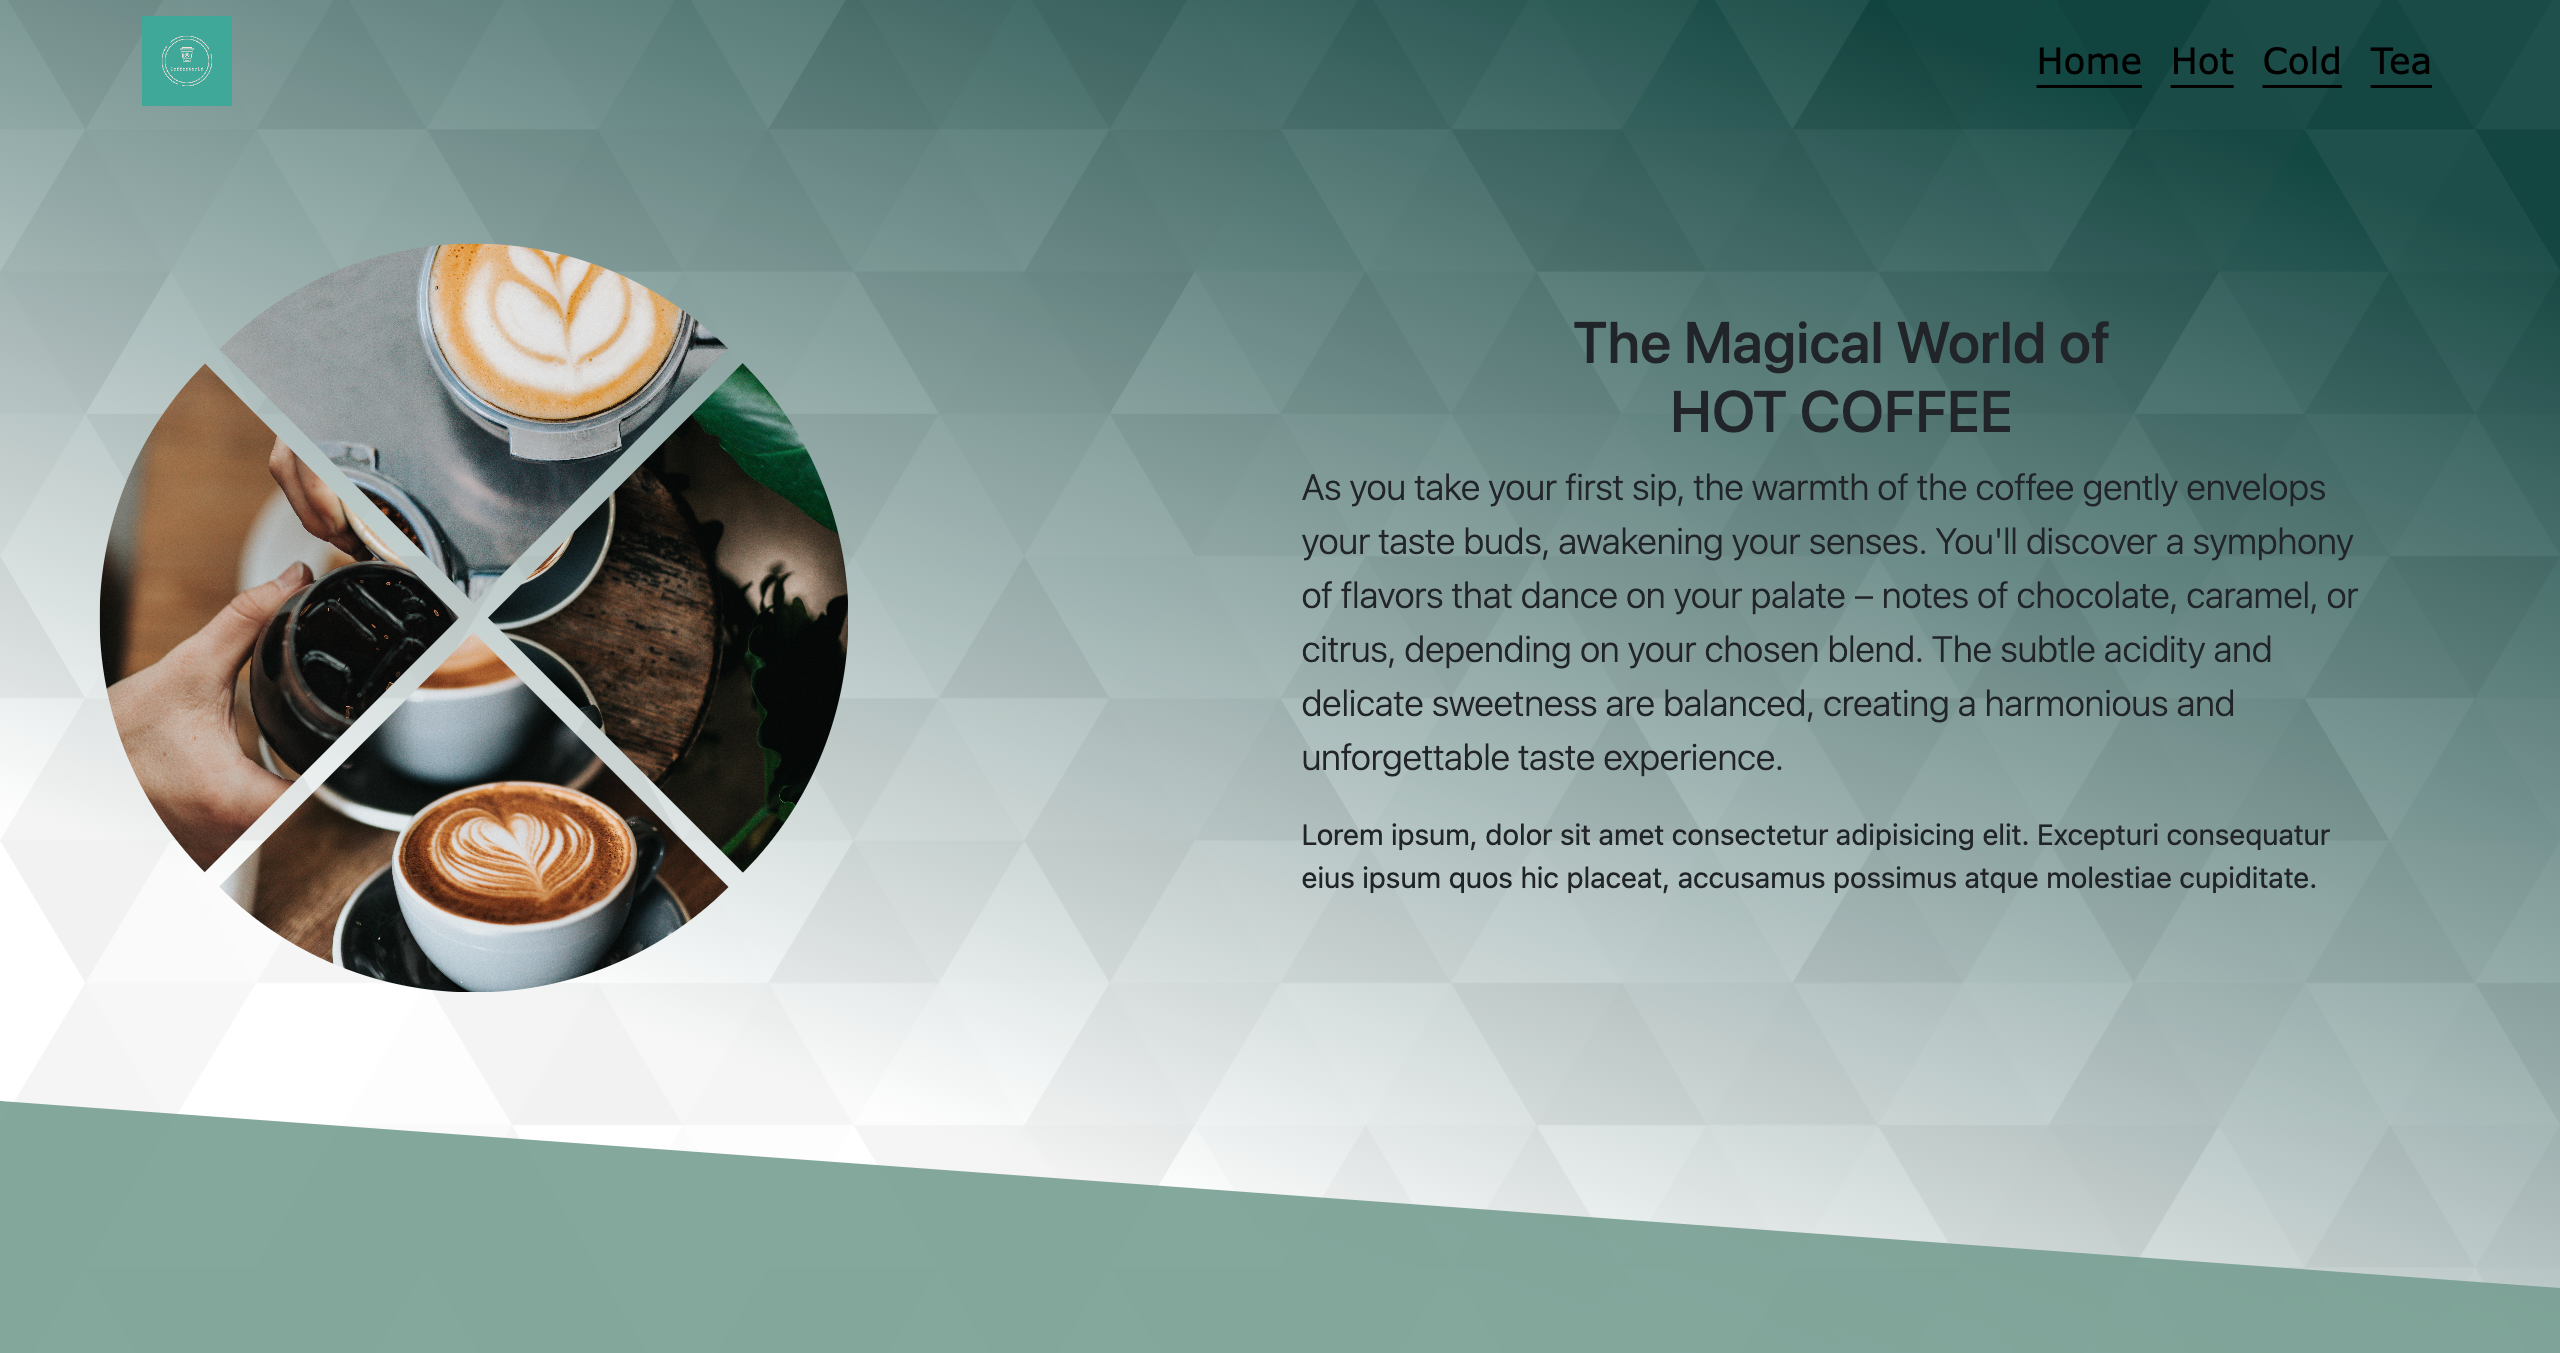 CoffeeWorld
Home Hot Cold Tea
The Magical World of
HOT COFFEE
As you take your first sip, the warmth of the coffee gently envelops
your taste buds, awakening your senses. You'll discover a symphony
of flavors that dance on your palate – notes of chocolate, caramel, or
citrus, depending on your chosen blend. The subtle acidity and
delicate sweetness are balanced, creating a harmonious and
unforgettable taste experience.
Lorem ipsum, dolor sit amet consectetur adipisicing elit. Excepturi consequatur
eius ipsum quos hic placeat, accusamus possimus atque molestiae cupiditate.